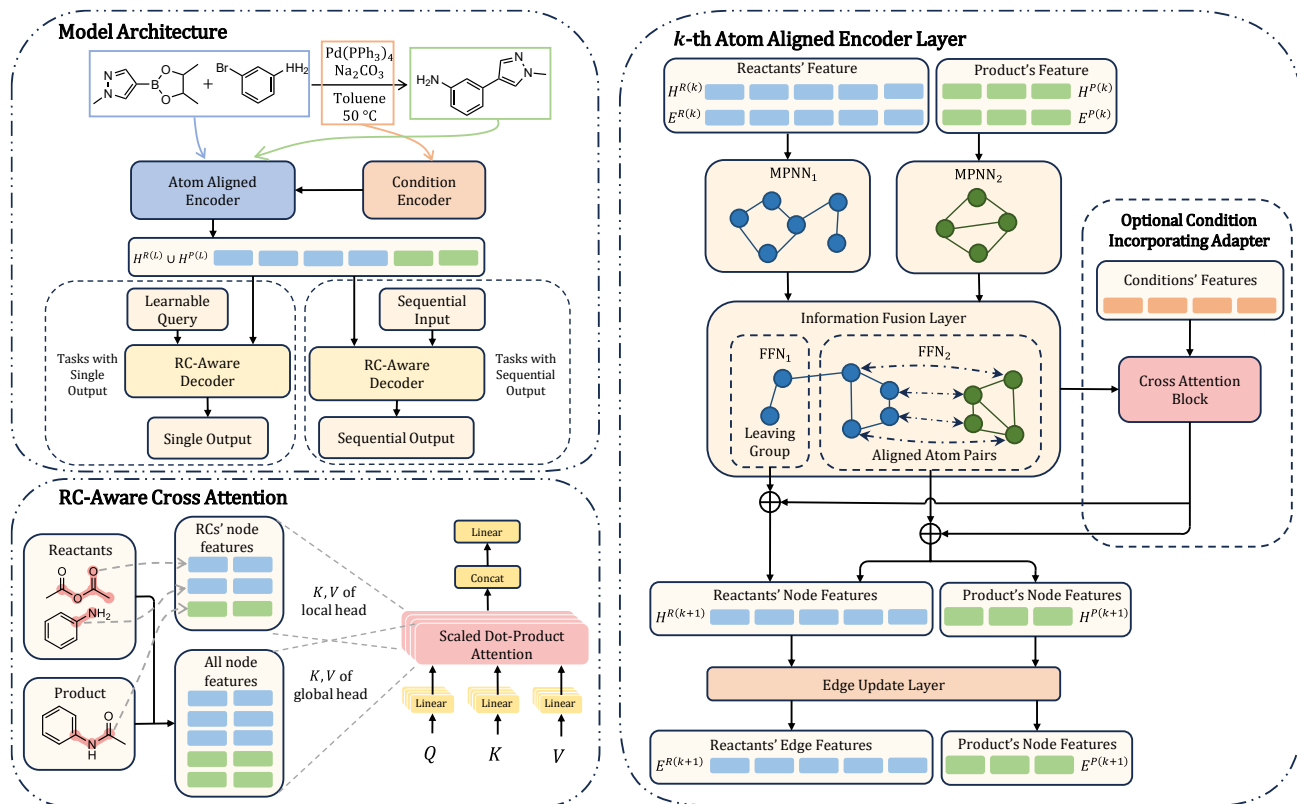 Model Architecture
Br
HH₂
N
N
B
O
O
+
Pd(PPh₃)₄
Na₂CO₃
Toluene
50 °C
H₂N
N
N
Atom Aligned
Encoder
Condition
Encoder
H^{R(L)} ∪ H^{P(L)}
Learnable
Query
Sequential
Input
Tasks with
Single
Output
RC-Aware
Decoder
RC-Aware
Decoder
Tasks with
Sequential
Output
Single Output
Sequential Output
RC-Aware Cross Attention
Reactants
O
O
O
NH₂
Product
O
N
H
RCs' node
features
All node
features
K, V of
local head
K, V of
global head
Linear
Concat
Scaled Dot-Product
Attention
Linear
Linear
Linear
Q
K
V
k-th Atom Aligned Encoder Layer
Reactants' Feature
H^{R(k)}
E^{R(k)}
Product's Feature
H^{P(k)}
E^{P(k)}
MPNN₁
MPNN₂
Optional Condition
Incorporating Adapter
Conditions' Features
Cross Attention
Block
Information Fusion Layer
FFN₁
FFN₂
Leaving
Group
Aligned Atom Pairs
Reactants' Node Features
H^{R(k+1)}
Product's Node Features
H^{P(k+1)}
Edge Update Layer
Reactants' Edge Features
E^{R(k+1)}
Product's Node Features
E^{P(k+1)}